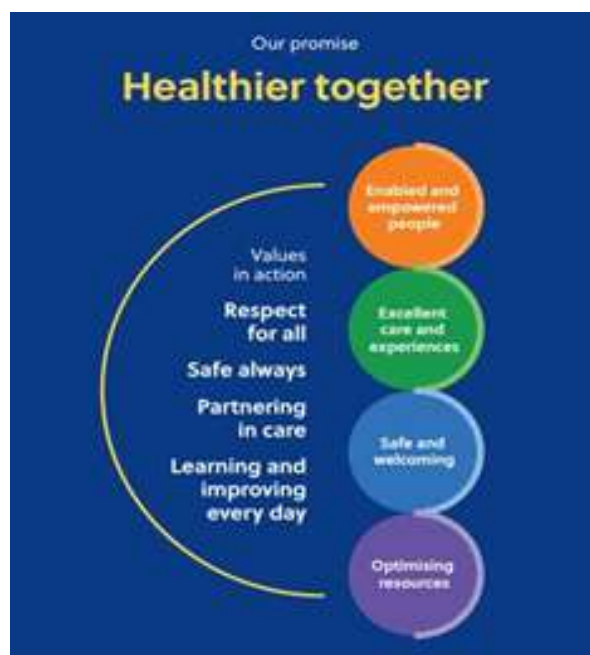 Our promise
Healthier together
Values
in action
Respect
for all
Safe always
Partnering
in care
Learning and
improving
every day
Enabled and
empowered
people
Excellent
care and
experiences
Safe and
welcoming
Optimising
resources